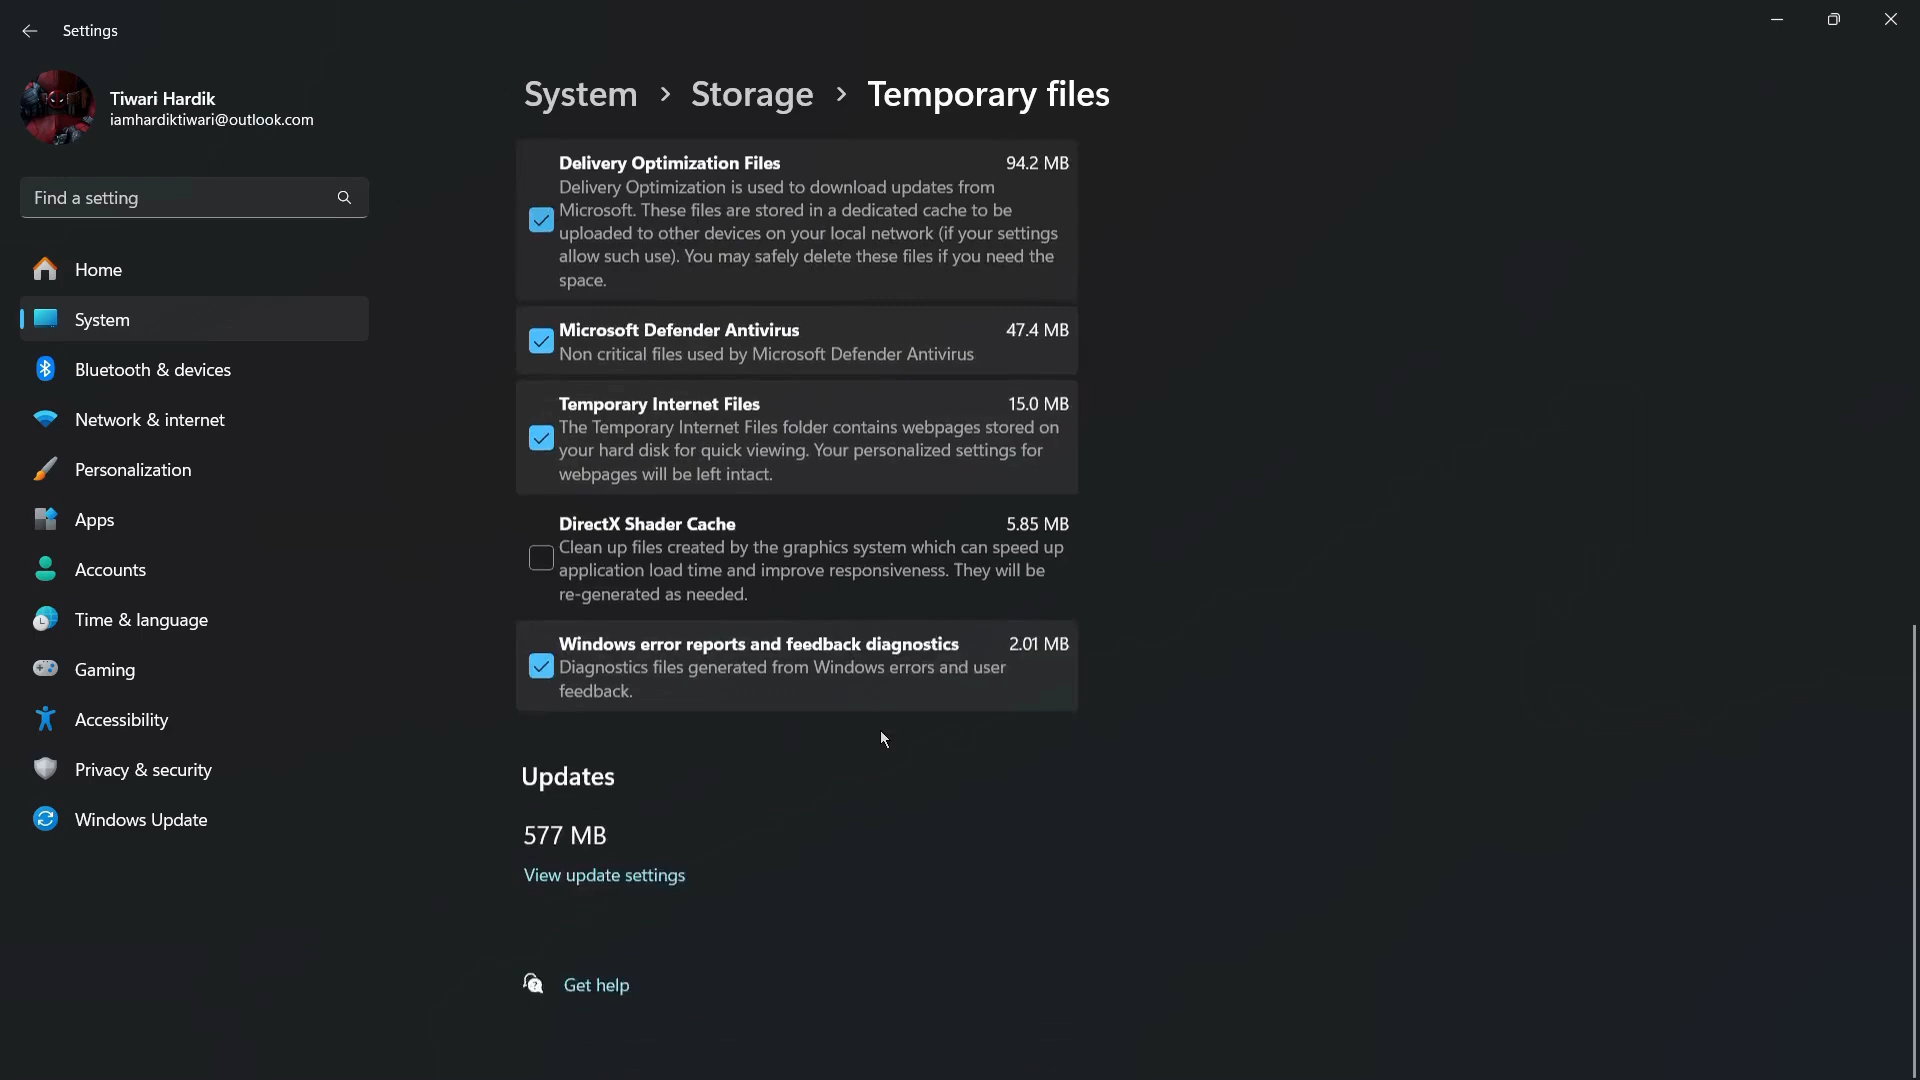 Settings
Tiwari Hardik
iamhardiktiwari@outlook.com
Find a setting
Home
System
Bluetooth & devices
Network & internet
Personalization
Apps
Accounts
Time & language
Gaming
Accessibility
Privacy & security
Windows Update
System › Storage › Temporary files
Delivery Optimization Files 94.2 MB
Delivery Optimization is used to download updates from
Microsoft. These files are stored in a dedicated cache to be
uploaded to other devices on your local network (if your settings
allow such use). You may safely delete these files if you need the
space.
Microsoft Defender Antivirus 47.4 MB
Non critical files used by Microsoft Defender Antivirus
Temporary Internet Files 15.0 MB
The Temporary Internet Files folder contains webpages stored on
your hard disk for quick viewing. Your personalized settings for
webpages will be left intact.
DirectX Shader Cache 5.85 MB
Clean up files created by the graphics system which can speed up
application load time and improve responsiveness. They will be
re-generated as needed.
Windows error reports and feedback diagnostics 2.01 MB
Diagnostics files generated from Windows errors and user
feedback.
Updates
577 MB
View update settings
Get help